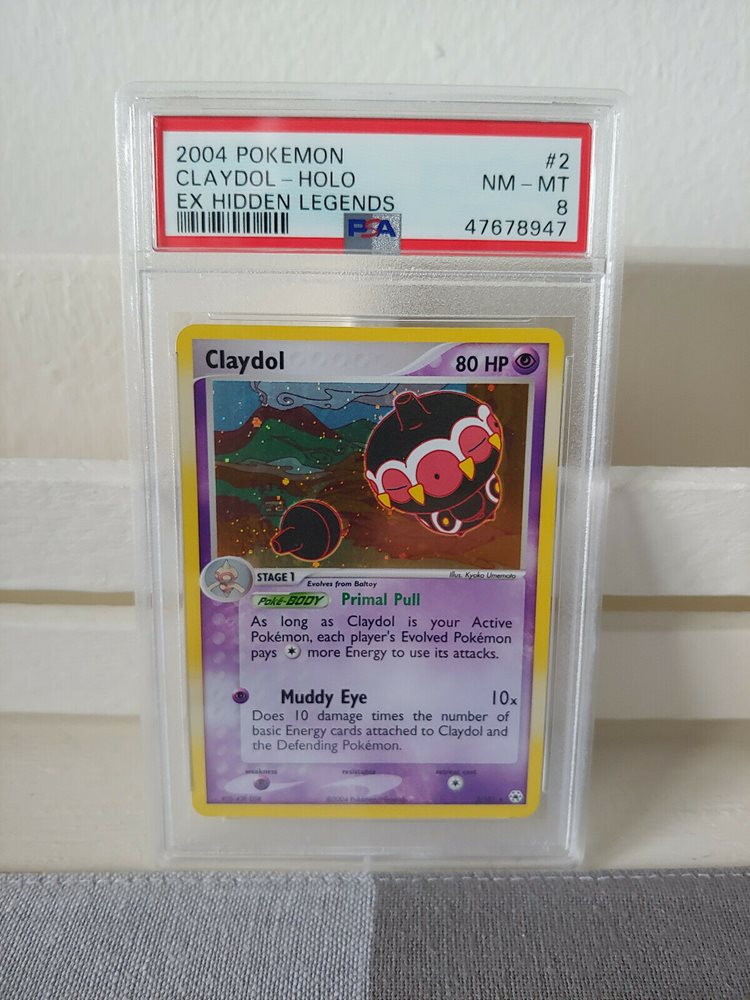 2004 POKEMON #2
CLAYDOL - HOLO NM - MT
EX HIDDEN LEGENDS 8
PSA 47678947
Claydol 80 HP
STAGE 1 Evolves from Baltoy Illus. Kyoko Umemoto
Poké-BODY Primal Pull
As long as Claydol is your Active
Pokémon, each player's Evolved Pokémon
pays more Energy to use its attacks.
Muddy Eye 10x
Does 10 damage times the number of
basic Energy cards attached to Claydol and
the Defending Pokémon.
weakness resistance retreat cost